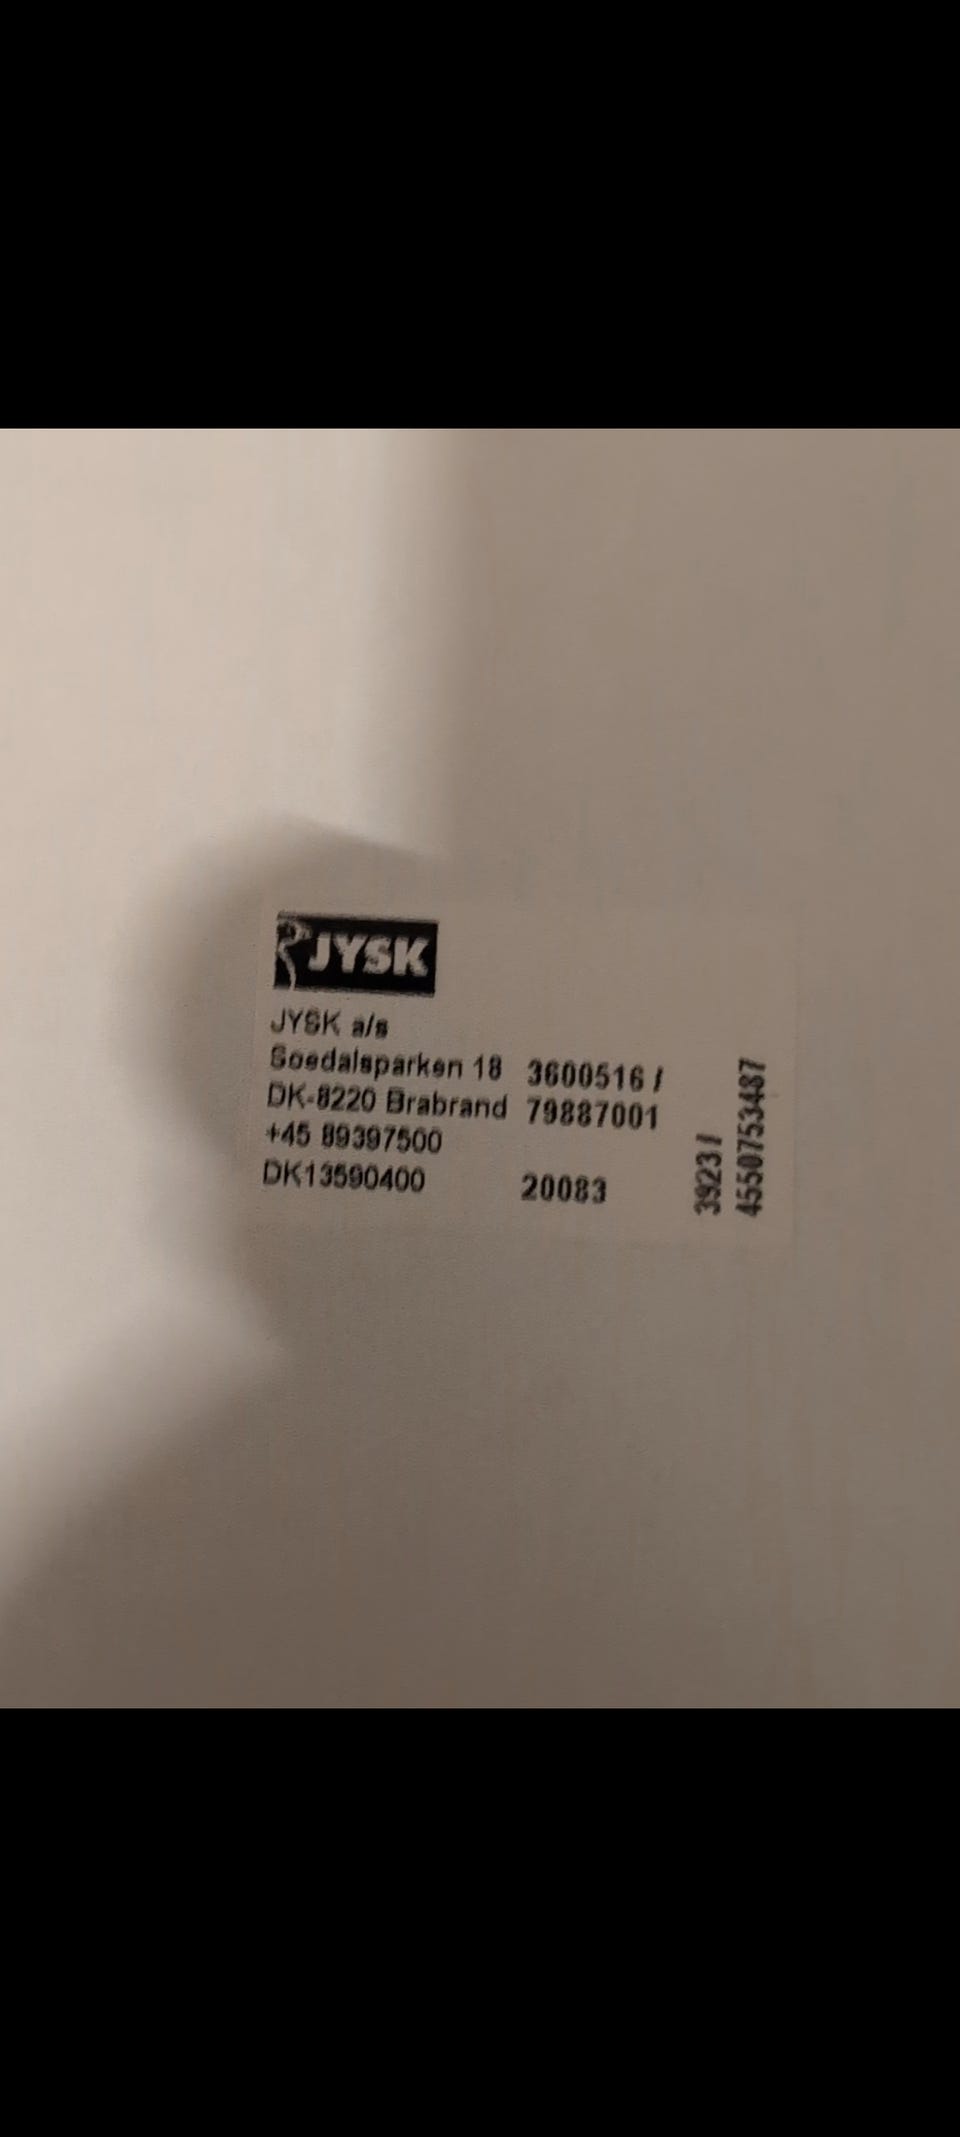 JYSK
JYSK a/s
Soedalsparken 18
DK-8220 Brabrand
+45 89397500
DK13590400
3600516 /
79887001
20083
3923 /
4550753487